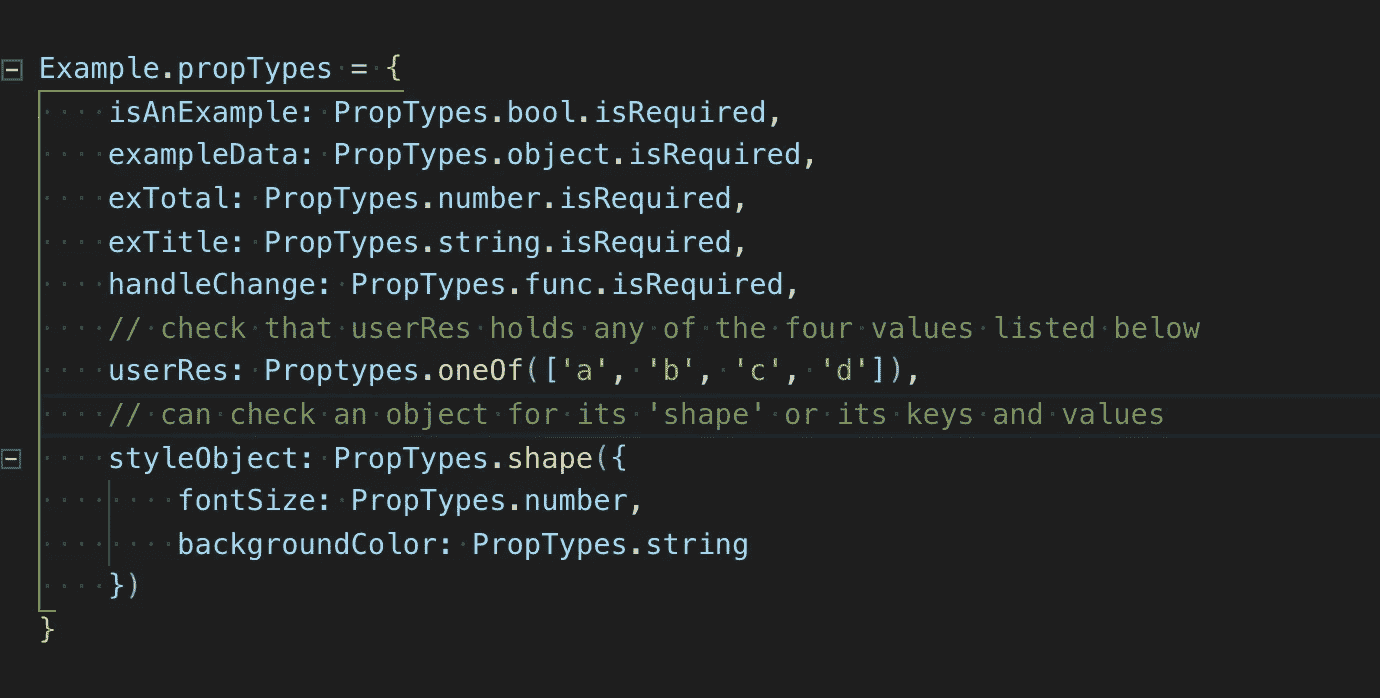 Example.propTypes = {
    isAnExample: PropTypes.bool.isRequired,
    exampleData: PropTypes.object.isRequired,
    exTotal: PropTypes.number.isRequired,
    exTitle: PropTypes.string.isRequired,
    handleChange: PropTypes.func.isRequired,
    // check that userRes holds any of the four values listed below
    userRes: Proptypes.oneOf(['a', 'b', 'c', 'd']),
    // can check an object for its 'shape' or its keys and values
    styleObject: PropTypes.shape({
        fontSize: PropTypes.number,
        backgroundColor: PropTypes.string
    })
}